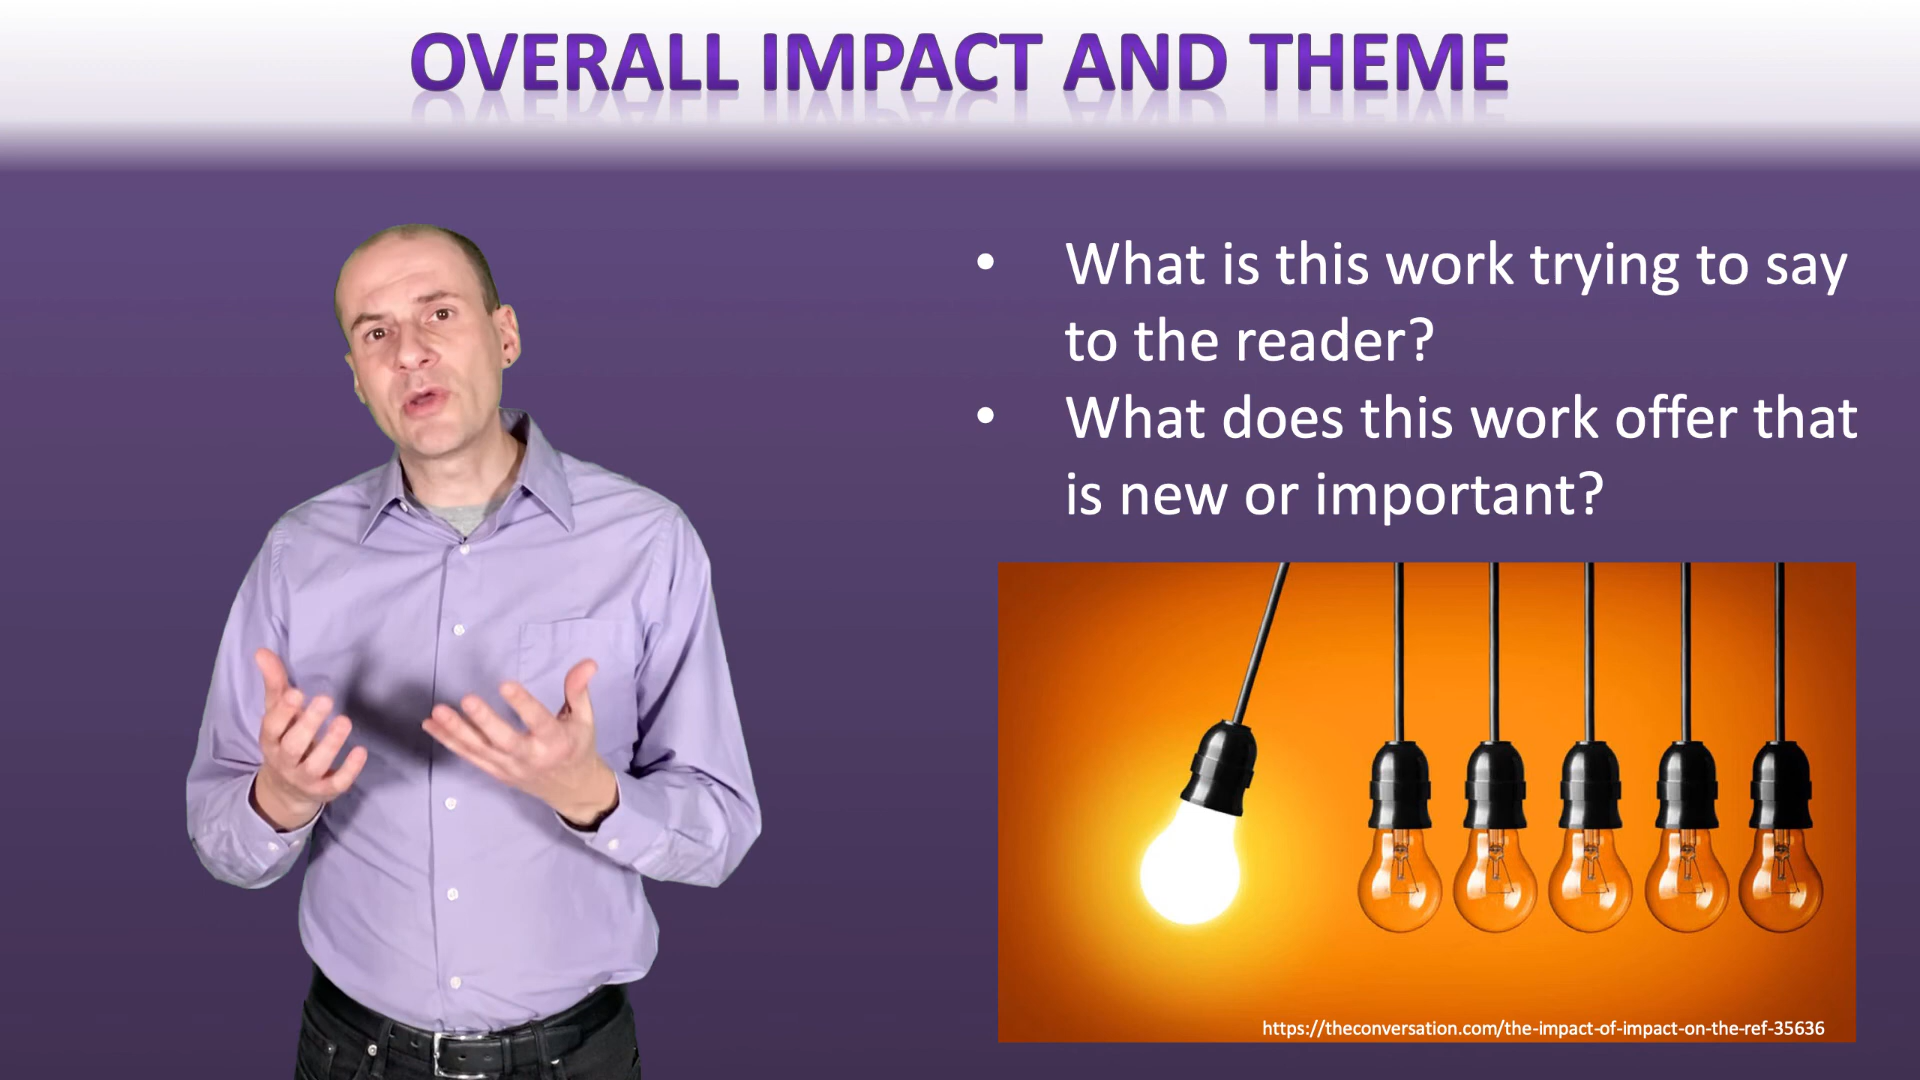 OVERALL IMPACT AND THEME
• What is this work trying to say
to the reader?
• What does this work offer that
is new or important?
https://theconversation.com/the-impact-of-impact-on-the-ref-35636